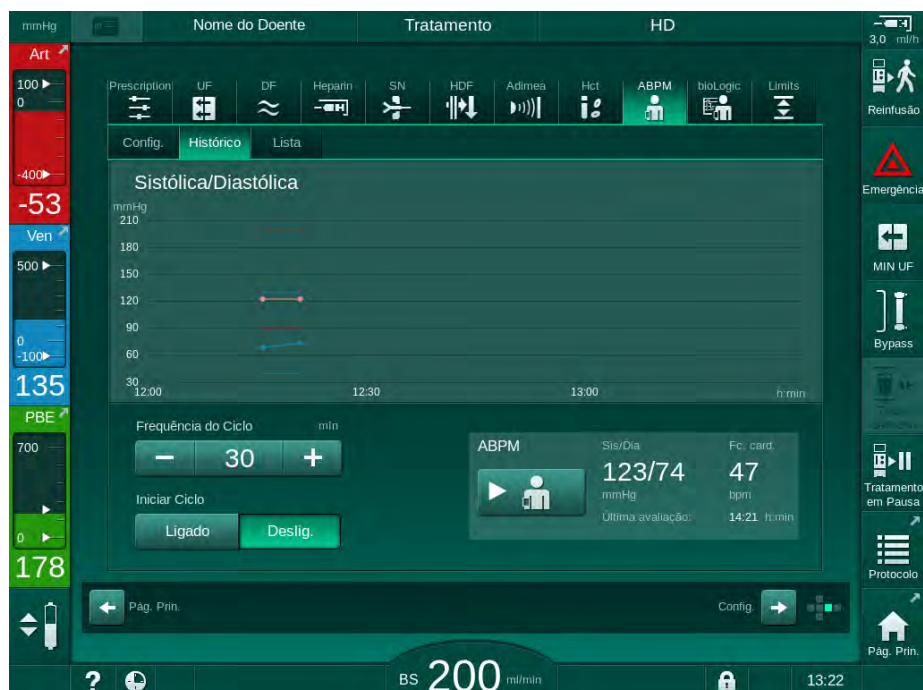 mmHg
Nome do Doente
Tratamento
HD
3,0 ml/h
Art
100
0
-400
-53
Ven
500
0
-100
135
PBE
700
0
178
Prescription
UF
DF
Heparin
SN
HDF
Adimea
Hct
ABPM
bioLogic
Limits
Config.
Histórico
Lista
Sistólica/Diastólica
mmHg
210
180
150
120
90
60
30
12:00
12:30
13:00
h:min
Frequência do Ciclo
min
30
Iniciar Ciclo
Ligado
Deslig.
ABPM
Sis/Dia
Fc. card.
123/74
47
mmHg
bpm
Última avaliação:
14:21 h:min
Pág. Prin.
Config.
Reinfusão
Emergência
MIN UF
Bypass
Tratamento
em Pausa
Protocolo
Pág. Prin.
?
BS 200 ml/min
13:22